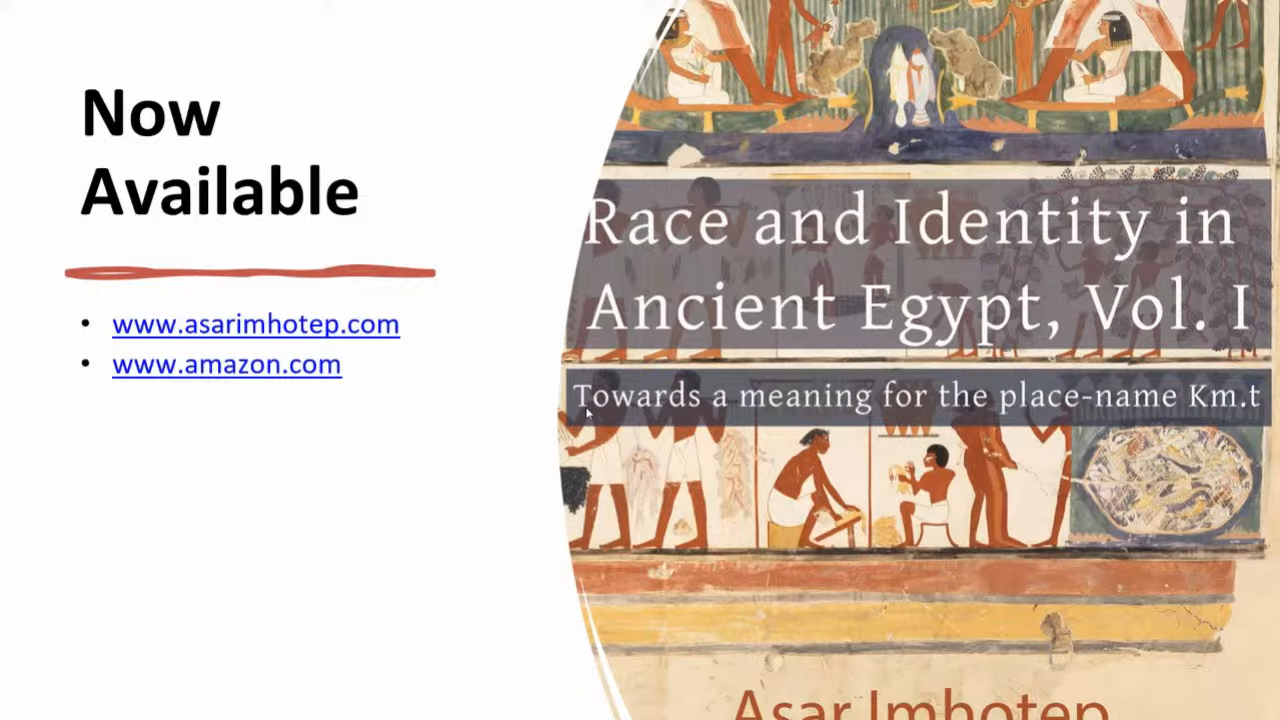 Now
Available
• www.asarimhotep.com
• www.amazon.com
Race and Identity in
Ancient Egypt, Vol. I
Towards a meaning for the place-name Km.t
Asar Imhotep